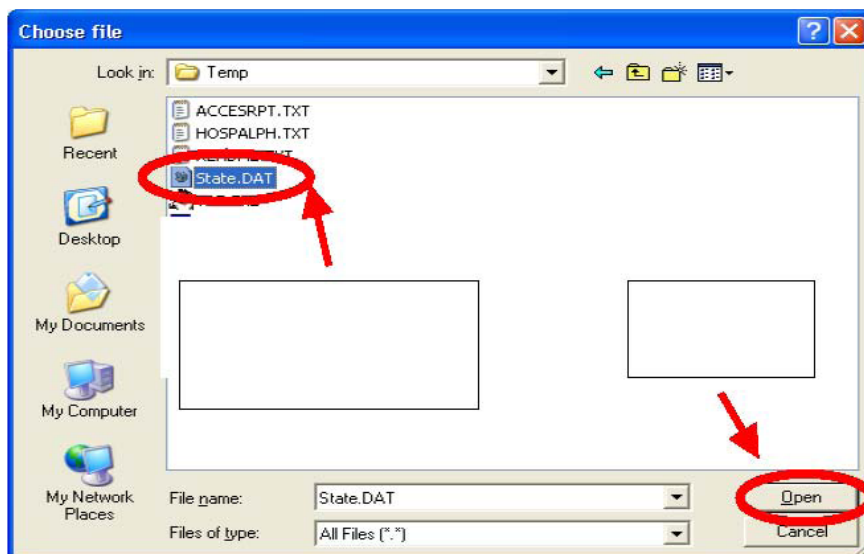 Choose file
Look in:
Temp
ACCESRPT.TXT
HOSPALPH.TXT
State.DAT
Recent
Desktop
My Documents
My Computer
My Network
Places
File name:
State.DAT
Open
Files of type:
All Files (*.*)
Cancel